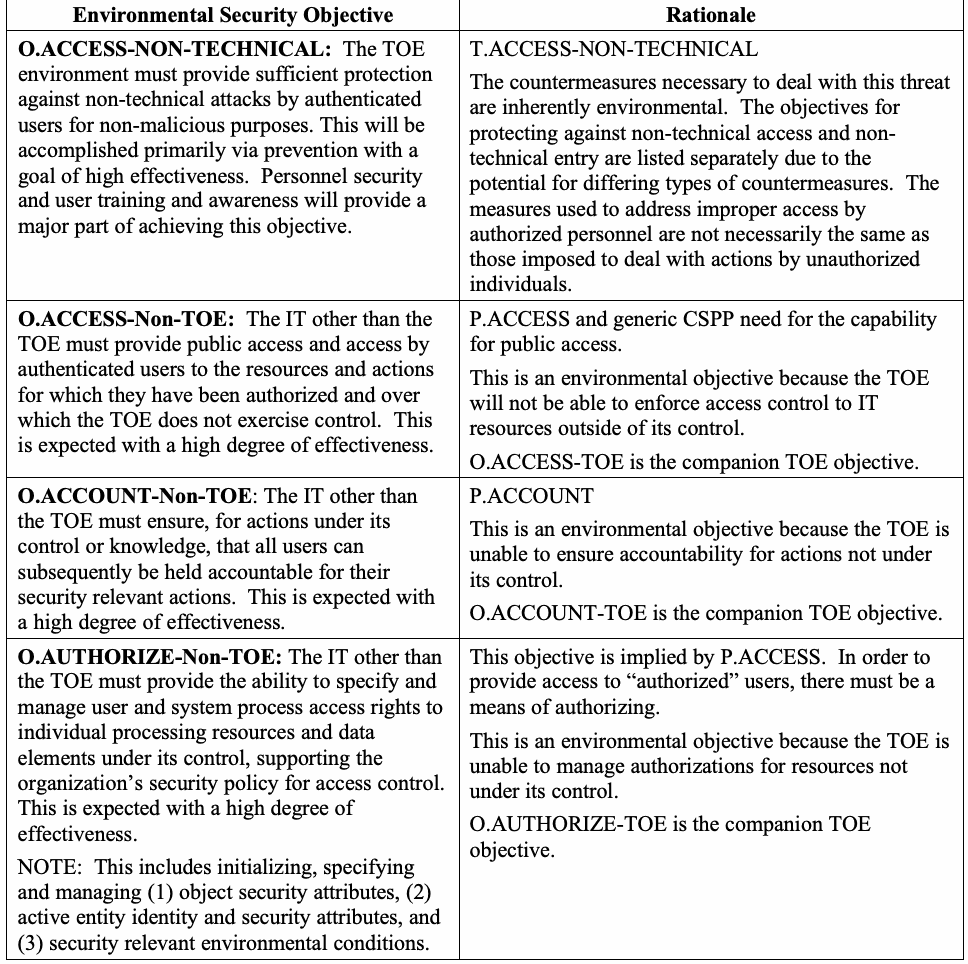 Environmental Security Objective
Rationale
O.ACCESS-NON-TECHNICAL: The TOE
environment must provide sufficient protection
against non-technical attacks by authenticated
users for non-malicious purposes. This will be
accomplished primarily via prevention with a
goal of high effectiveness. Personnel security
and user training and awareness will provide a
major part of achieving this objective.
T.ACCESS-NON-TECHNICAL
The countermeasures necessary to deal with this threat
are inherently environmental. The objectives for
protecting against non-technical access and non-
technical entry are listed separately due to the
potential for differing types of countermeasures. The
measures used to address improper access by
authorized personnel are not necessarily the same as
those imposed to deal with actions by unauthorized
individuals.
O.ACCESS-Non-TOE: The IT other than the
TOE must provide public access and access by
authenticated users to the resources and actions
for which they have been authorized and over
which the TOE does not exercise control. This
is expected with a high degree of effectiveness.
P.ACCESS and generic CSPP need for the capability
for public access.
This is an environmental objective because the TOE
will not be able to enforce access control to IT
resources outside of its control.
O.ACCESS-TOE is the companion TOE objective.
O.ACCOUNT-Non-TOE: The IT other than
the TOE must ensure, for actions under its
control or knowledge, that all users can
subsequently be held accountable for their
security relevant actions. This is expected with
a high degree of effectiveness.
P.ACCOUNT
This is an environmental objective because the TOE is
unable to ensure accountability for actions not under
its control.
O.ACCOUNT-TOE is the companion TOE objective.
O.AUTHORIZE-Non-TOE: The IT other than
the TOE must provide the ability to specify and
manage user and system process access rights to
individual processing resources and data
elements under its control, supporting the
organization’s security policy for access control.
This is expected with a high degree of
effectiveness.
NOTE: This includes initializing, specifying
and managing (1) object security attributes, (2)
active entity identity and security attributes, and
(3) security relevant environmental conditions.
This objective is implied by P.ACCESS. In order to
provide access to “authorized” users, there must be a
means of authorizing.
This is an environmental objective because the TOE is
unable to manage authorizations for resources not
under its control.
O.AUTHORIZE-TOE is the companion TOE
objective.